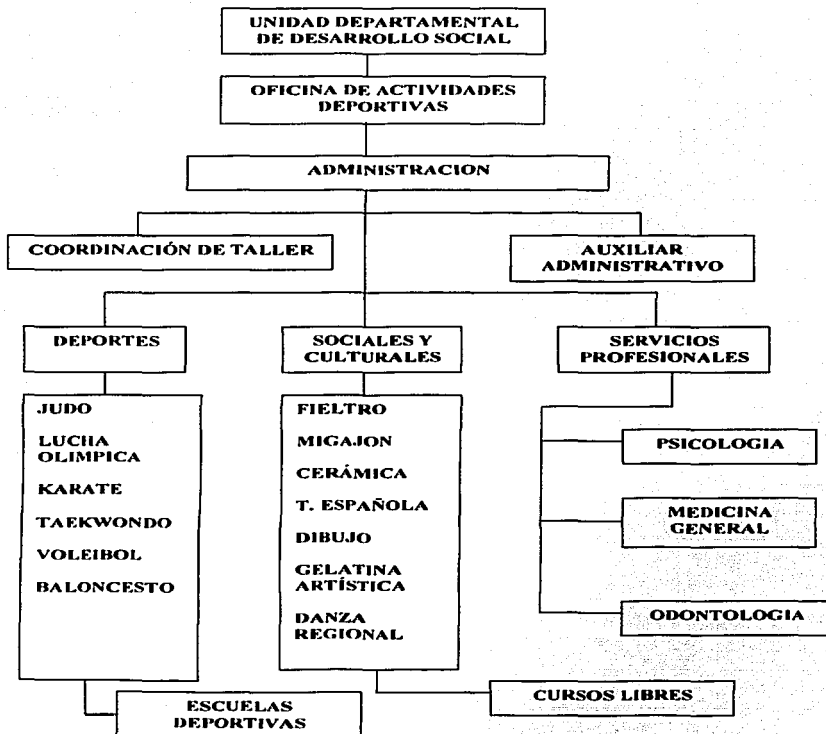 UNIDAD DEPARTAMENTAL
DE DESARROLLO SOCIAL
OFICINA DE ACTIVIDADES
DEPORTIVAS
ADMINISTRACION
COORDINACIÓN DE TALLER
AUXILIAR
ADMINISTRATIVO
DEPORTES
SOCIALES Y
CULTURALES
SERVICIOS
PROFESIONALES
JUDO
LUCHA
OLIMPICA
KARATE
TAEKWONDO
VOLEIBOL
BALONCESTO
FIELTRO
MIGAJON
CERÁMICA
T. ESPAÑOLA
DIBUJO
GELATINA
ARTÍSTICA
DANZA
REGIONAL
PSICOLOGIA
MEDICINA
GENERAL
ODONTOLOGIA
ESCUELAS
DEPORTIVAS
CURSOS LIBRES